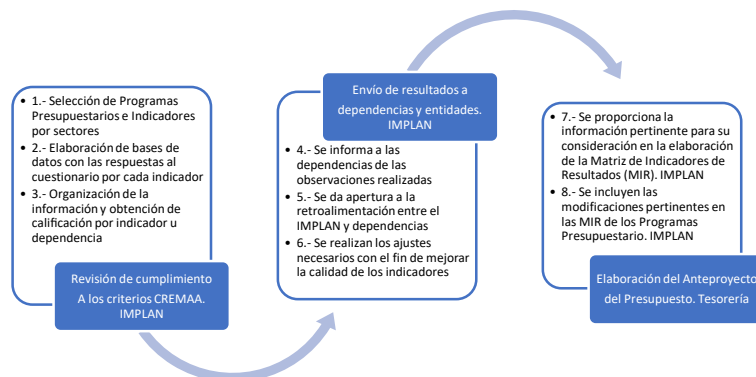 • 1.- Selección de Programas
Presupuestarios e Indicadores
por sectores
• 2.- Elaboración de bases de
datos con las respuestas al
cuestionario por cada indicador
• 3.- Organización de la
información y obtención de
calificación por indicador u
dependencia
Revisión de cumplimiento
A los criterios CREMAA.
IMPLAN
Envío de resultados a
dependencias y entidades.
IMPLAN
• 4.- Se informa a las
dependencias de las
observaciones realizadas
• 5.- Se da apertura a la
retroalimentación entre el
IMPLAN y dependencias
• 6.- Se realizan los ajustes
necesarios con el fin de mejorar
la calidad de los indicadores
• 7.- Se proporciona la
información pertinente para su
consideración en la elaboración
de la Matriz de Indicadores de
Resultados (MIR). IMPLAN
• 8.- Se incluyen las
modificaciones pertinentes en
las MIR de los Programas
Presupuestario. IMPLAN
Elaboración del Anteproyecto
del Presupuesto. Tesorería